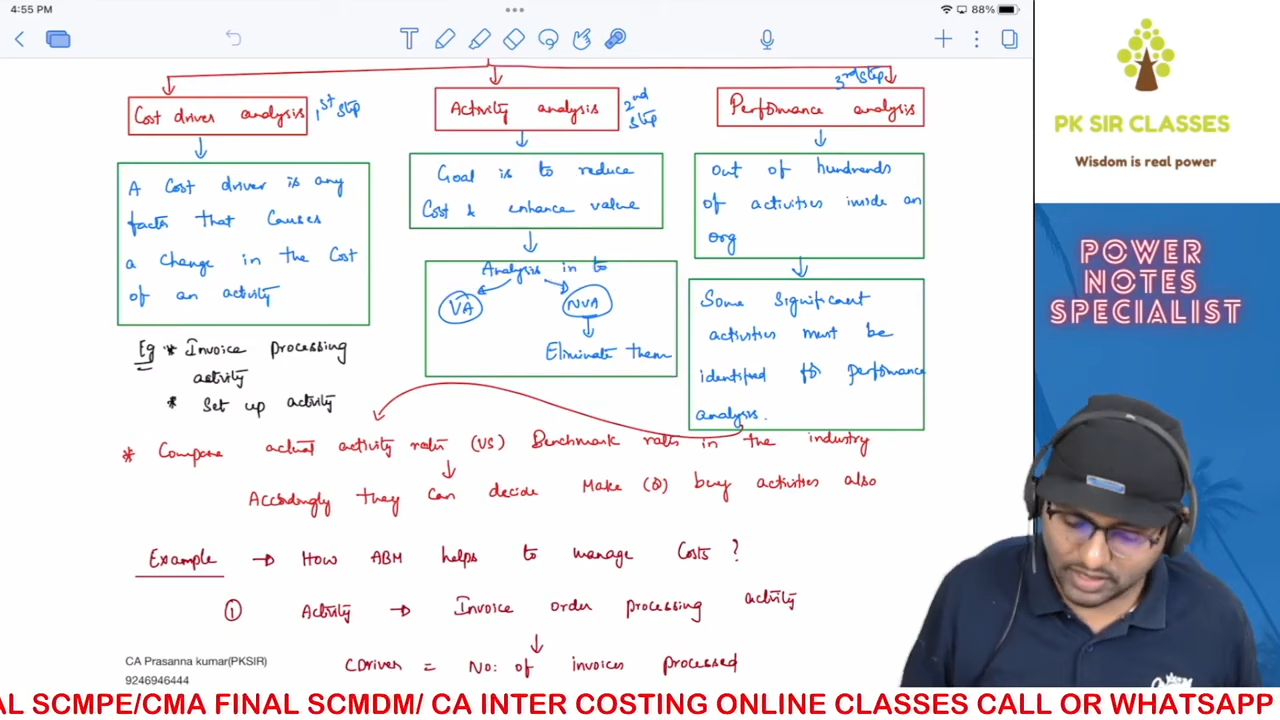 4:55 PM
88%
3rd step
Cost driver analysis
1st step
Activity analysis
2nd step
Perfomance analysis
A Cost driver is any
factor that causes
a change in the cost
of an activity
Eg * Invoice processing
activity
* Set up activity
Goal is to reduce
Cost & enhance value
Analysis in to
VA
NVA
Eliminate them
Out of hundreds
of activities inside an
org
Some significant
activities must be
identified for perfomance
analysis.
* Compare actual activity rates (VS) Benchmark rates in the industry
Accordingly they can decide Make (or) buy activities also
Example → How ABM helps to manage Costs ?
① Activity → Invoice order processing activity
CDriver = No: of invoices processed
CA Prasanna kumar(PKSIR)
9246946444
PK SIR CLASSES
Wisdom is real power
POWER
NOTES
SPECIALIST
AL SCMPE/CMA FINAL SCMDM/ CA INTER COSTING ONLINE CLASSES CALL OR WHATSAPP